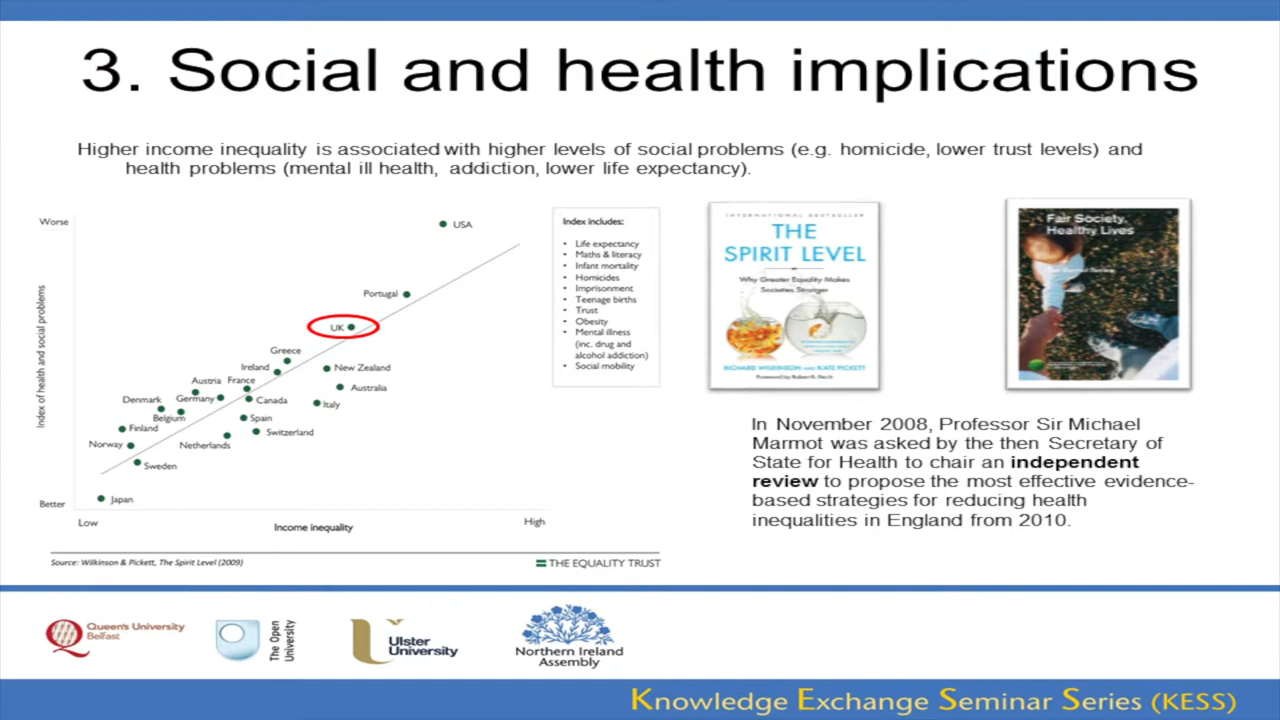 3. Social and health implications
Higher income inequality is associated with higher levels of social problems (e.g. homicide, lower trust levels) and
health problems (mental ill health, addiction, lower life expectancy).
Worse
Index of health and social problems
Better
USA
Portugal
UK
Greece
Ireland
New Zealand
Austria
France
Australia
Denmark
Germany
Canada
Italy
Belgium
Spain
Finland
Switzerland
Norway
Netherlands
Sweden
Japan
Low
Income inequality
High
Index includes:
• Life expectancy
• Maths & literacy
• Infant mortality
• Homicides
• Imprisonment
• Teenage births
• Trust
• Obesity
• Mental illness
(inc. drug and
alcohol addiction)
• Social mobility
Source: Wilkinson & Pickett, The Spirit Level (2009)
THE EQUALITY TRUST
INTERNATIONAL BESTSELLER
THE
SPIRIT LEVEL
Why Greater Equality Makes
Societies Stronger
RICHARD WILKINSON AND KATE PICKETT
Foreword by Robert B. Reich
Fair Society,
Healthy Lives
The Marmot Review
In November 2008, Professor Sir Michael
Marmot was asked by the then Secretary of
State for Health to chair an independent
review to propose the most effective evidence-
based strategies for reducing health
inequalities in England from 2010.
Queen's University
Belfast
The Open
University
Ulster
University
Northern Ireland
Assembly
Knowledge Exchange Seminar Series (KESS)